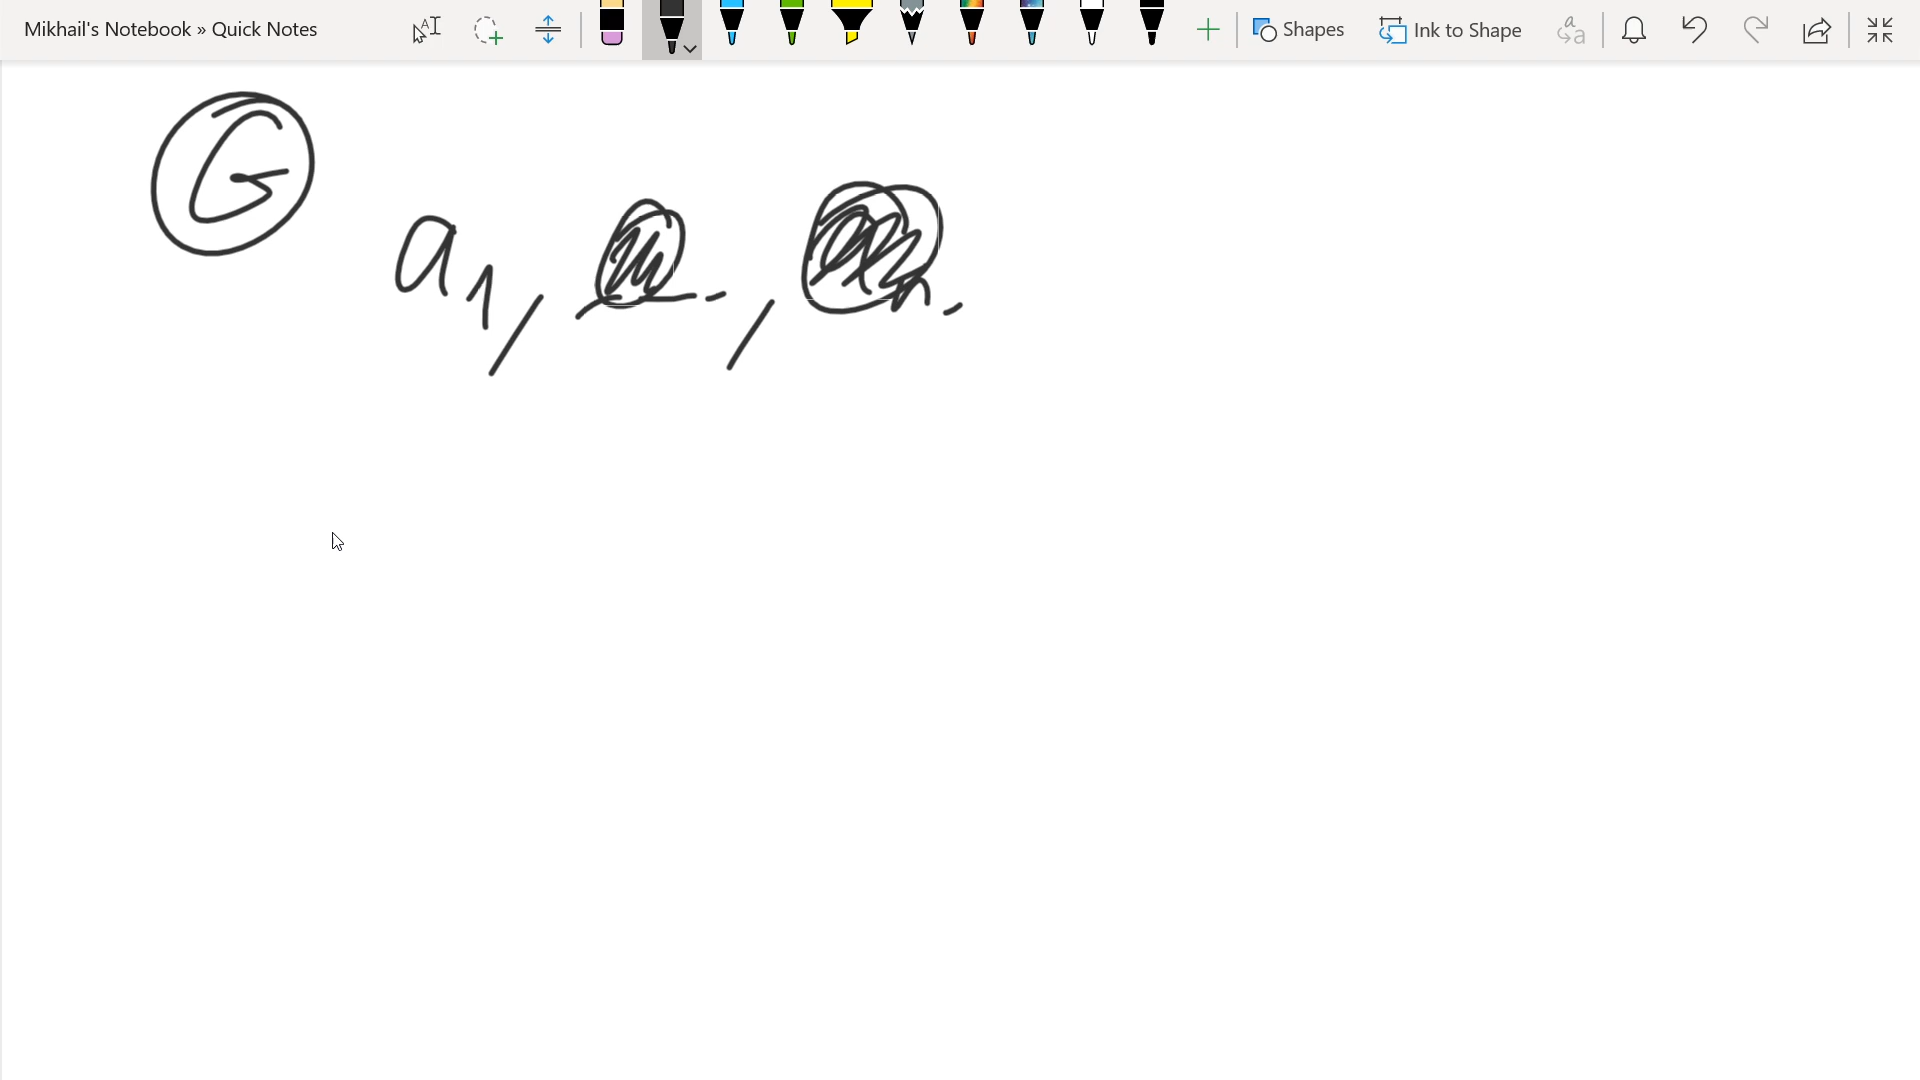 Mikhail's Notebook » Quick Notes Shapes Ink to Shape
G
a₁,